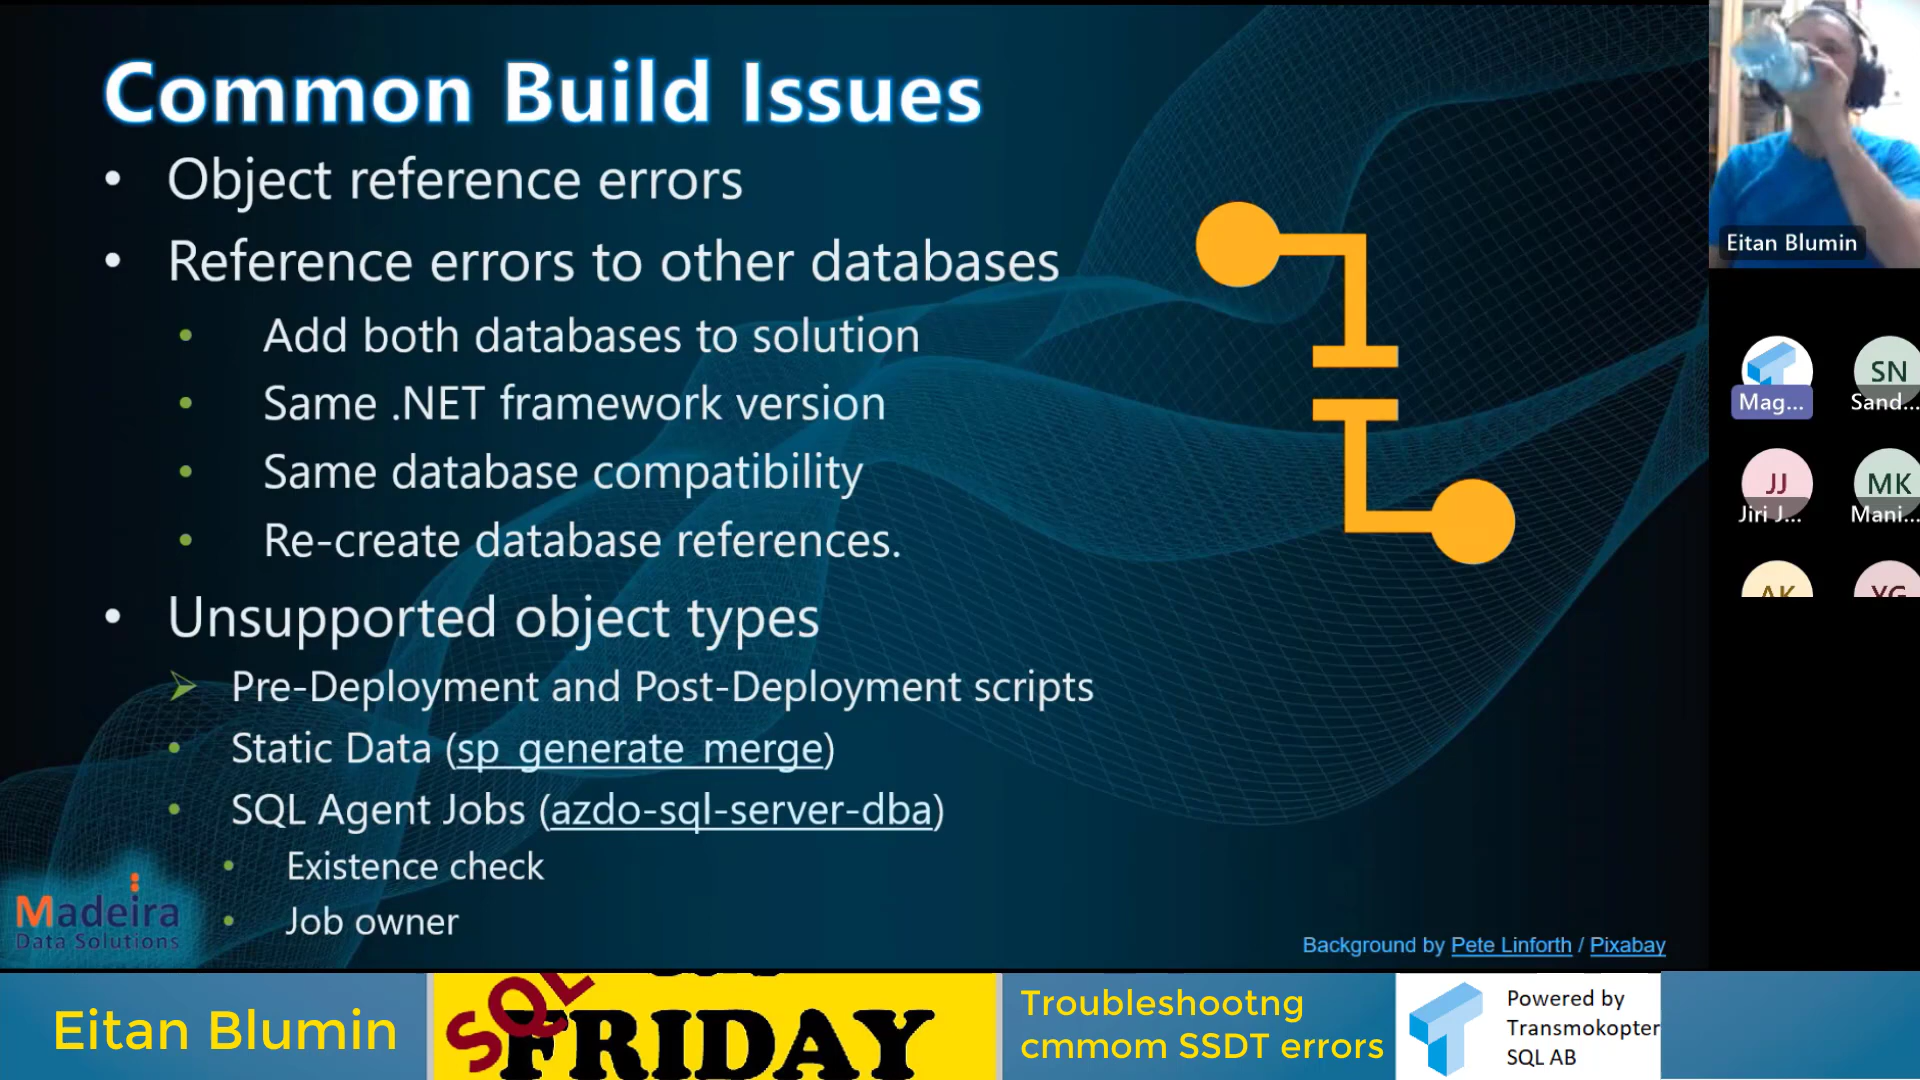 Common Build Issues
• Object reference errors
• Reference errors to other databases
• Add both databases to solution
• Same .NET framework version
• Same database compatibility
• Re-create database references.
• Unsupported object types
➢ Pre-Deployment and Post-Deployment scripts
• Static Data (sp_generate_merge)
• SQL Agent Jobs (azdo-sql-server-dba)
• Existence check
• Job owner
Madeira
Data Solutions
Background by Pete Linforth / Pixabay
Eitan Blumin
Mag...
SN
Sand...
JJ
Jiri J...
MK
Mani...
AK
YG
Eitan Blumin
SQL
FRIDAY
Troubleshootng
cmmom SSDT errors
Powered by
Transmokopter
SQL AB